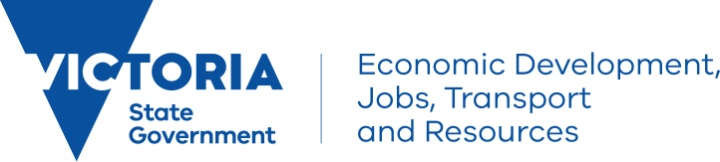 VICTORIA
State
Government
Economic Development,
Jobs, Transport
and Resources